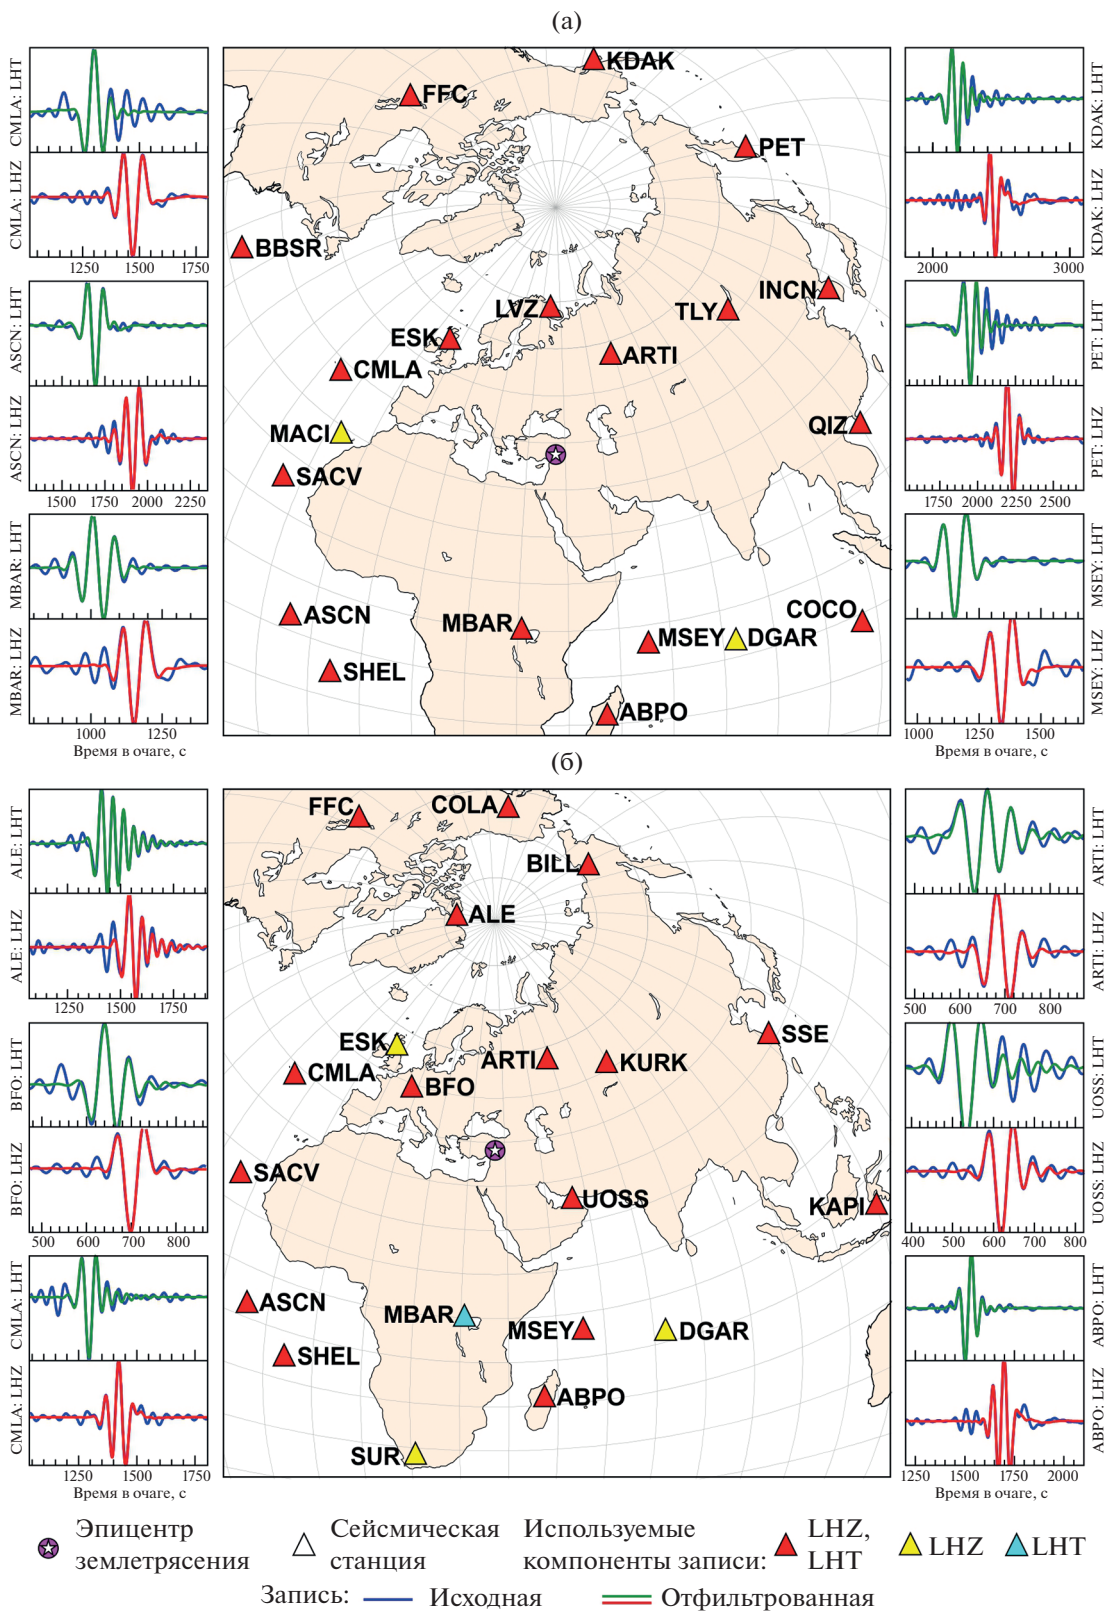 (а)
CMLA: LHT
CMLA: LHZ
1250 1500 1750
ASCN: LHT
ASCN: LHZ
1500 1750 2000 2250
MBAR: LHT
MBAR: LHZ
1000 1250
Время в очаге, с
KDAK
FFC
PET
BBSR
LVZ
TLY
INCN
ESK
ARTI
CMLA
MACI
QIZ
SACV
ASCN
MBAR
COCO
MSEY
DGAR
SHEL
ABPO
KDAK: LHT
KDAK: LHZ
2000 3000
PET: LHT
PET: LHZ
1750 2000 2250 2500
MSEY: LHT
MSEY: LHZ
1000 1250 1500
Время в очаге, с
(б)
ALE: LHT
ALE: LHZ
1250 1500 1750
BFO: LHT
BFO: LHZ
500 600 700 800
CMLA: LHT
CMLA: LHZ
1250 1500 1750
Время в очаге, с
FFC
COLA
BILL
ALE
ESK
SSE
ARTI
KURK
CMLA
BFO
SACV
UOSS
KAPI
ASCN
MBAR
MSEY
DGAR
SHEL
ABPO
SUR
ARTI: LHT
ARTI: LHZ
500 600 700 800
UOSS: LHT
UOSS: LHZ
400 500 600 700 800
ABPO: LHT
ABPO: LHZ
1250 1500 1750 2000
Время в очаге, с
Эпицентр
землетрясения
Сейсмическая
станция
Используемые
компоненты записи:
LHZ,
LHT
LHZ
LHT
Запись: Исходная Отфильтрованная